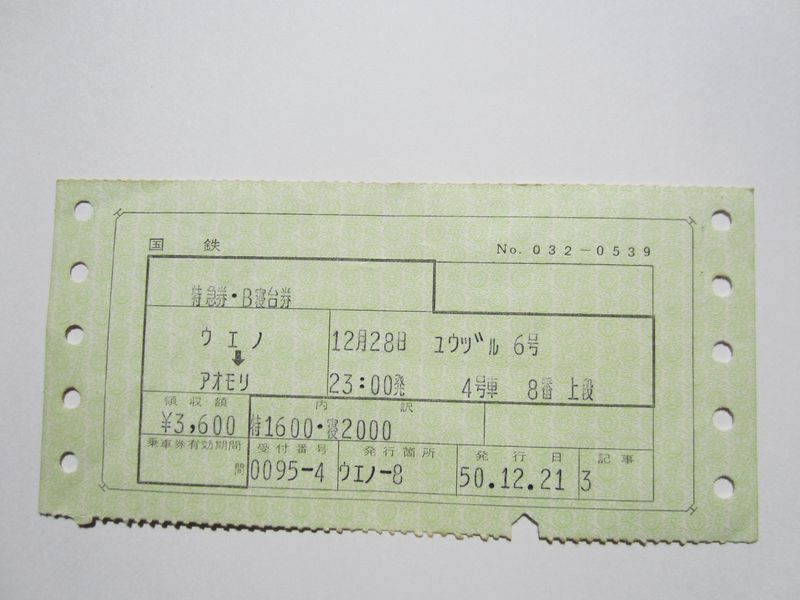 国鉄 No. 032-0539
特急券・B寝台券
ウエノ 12月28日 ユウヅル 6号
⬇
アオモリ 23:00発 4号車 8番 上段
領収額 内訳
¥3,600 特1600・寝2000
乗車券有効期間 受付番号 発行箇所 発行日 記事
間 0095-4 ウエノ-8 50.12.21 3